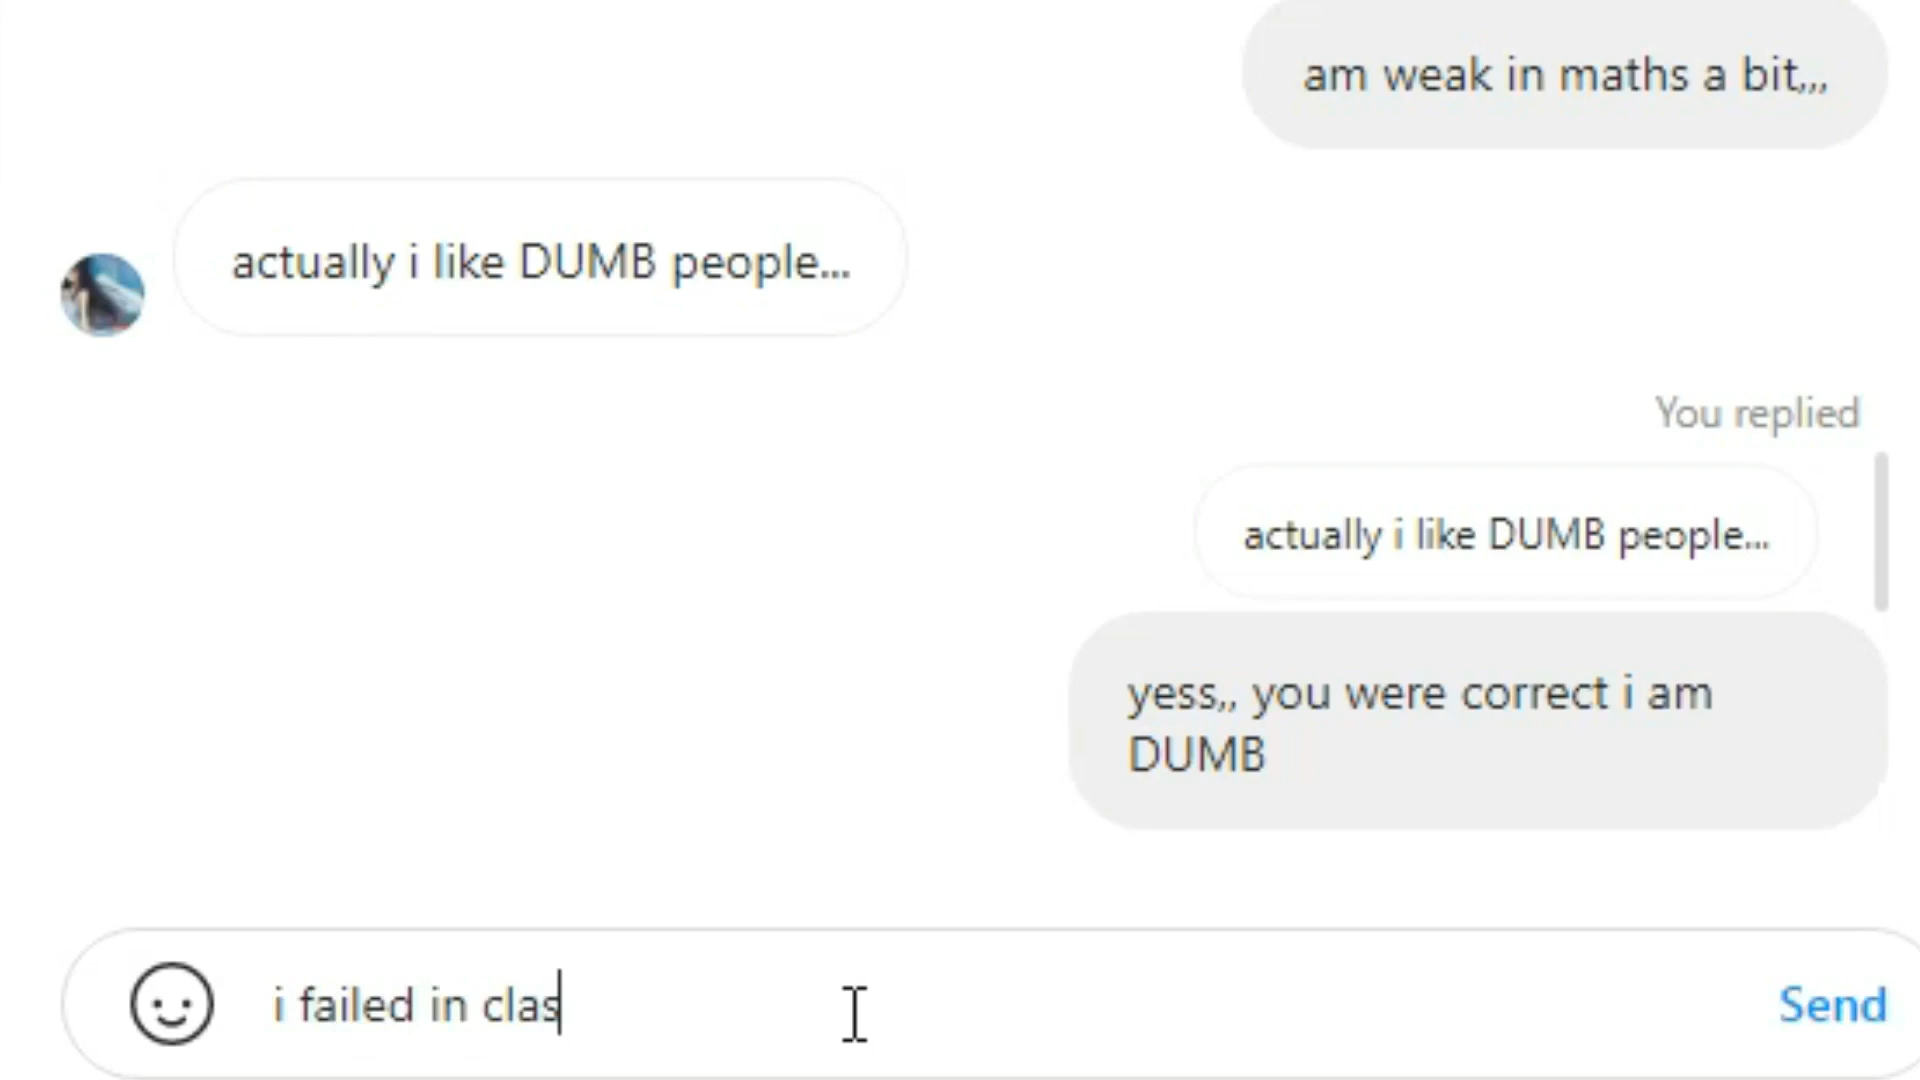 am weak in maths a bit,,,
actually i like DUMB people...
You replied
actually i like DUMB people...
yess,, you were correct i am
DUMB
i failed in clas
Send